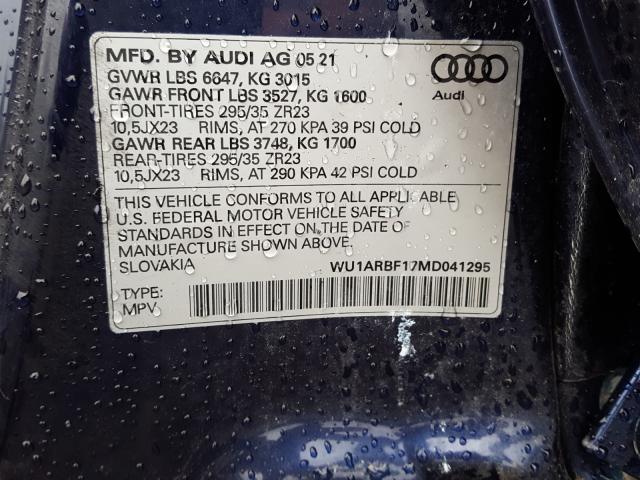 MFD. BY AUDI AG 05 21
GVWR LBS 6647, KG 3015
GAWR FRONT LBS 3527, KG 1600
FRONT-TIRES 295/35 ZR23
10,5JX23 RIMS, AT 270 KPA 39 PSI COLD
GAWR REAR LBS 3748, KG 1700
REAR-TIRES 295/35 ZR23
10,5JX23 RIMS, AT 290 KPA 42 PSI COLD
Audi
THIS VEHICLE CONFORMS TO ALL APPLICABLE
U.S. FEDERAL MOTOR VEHICLE SAFETY
STANDARDS IN EFFECT ON THE DATE OF
MANUFACTURE SHOWN ABOVE.
SLOVAKIA WU1ARBF17MD041295
TYPE:
MPV